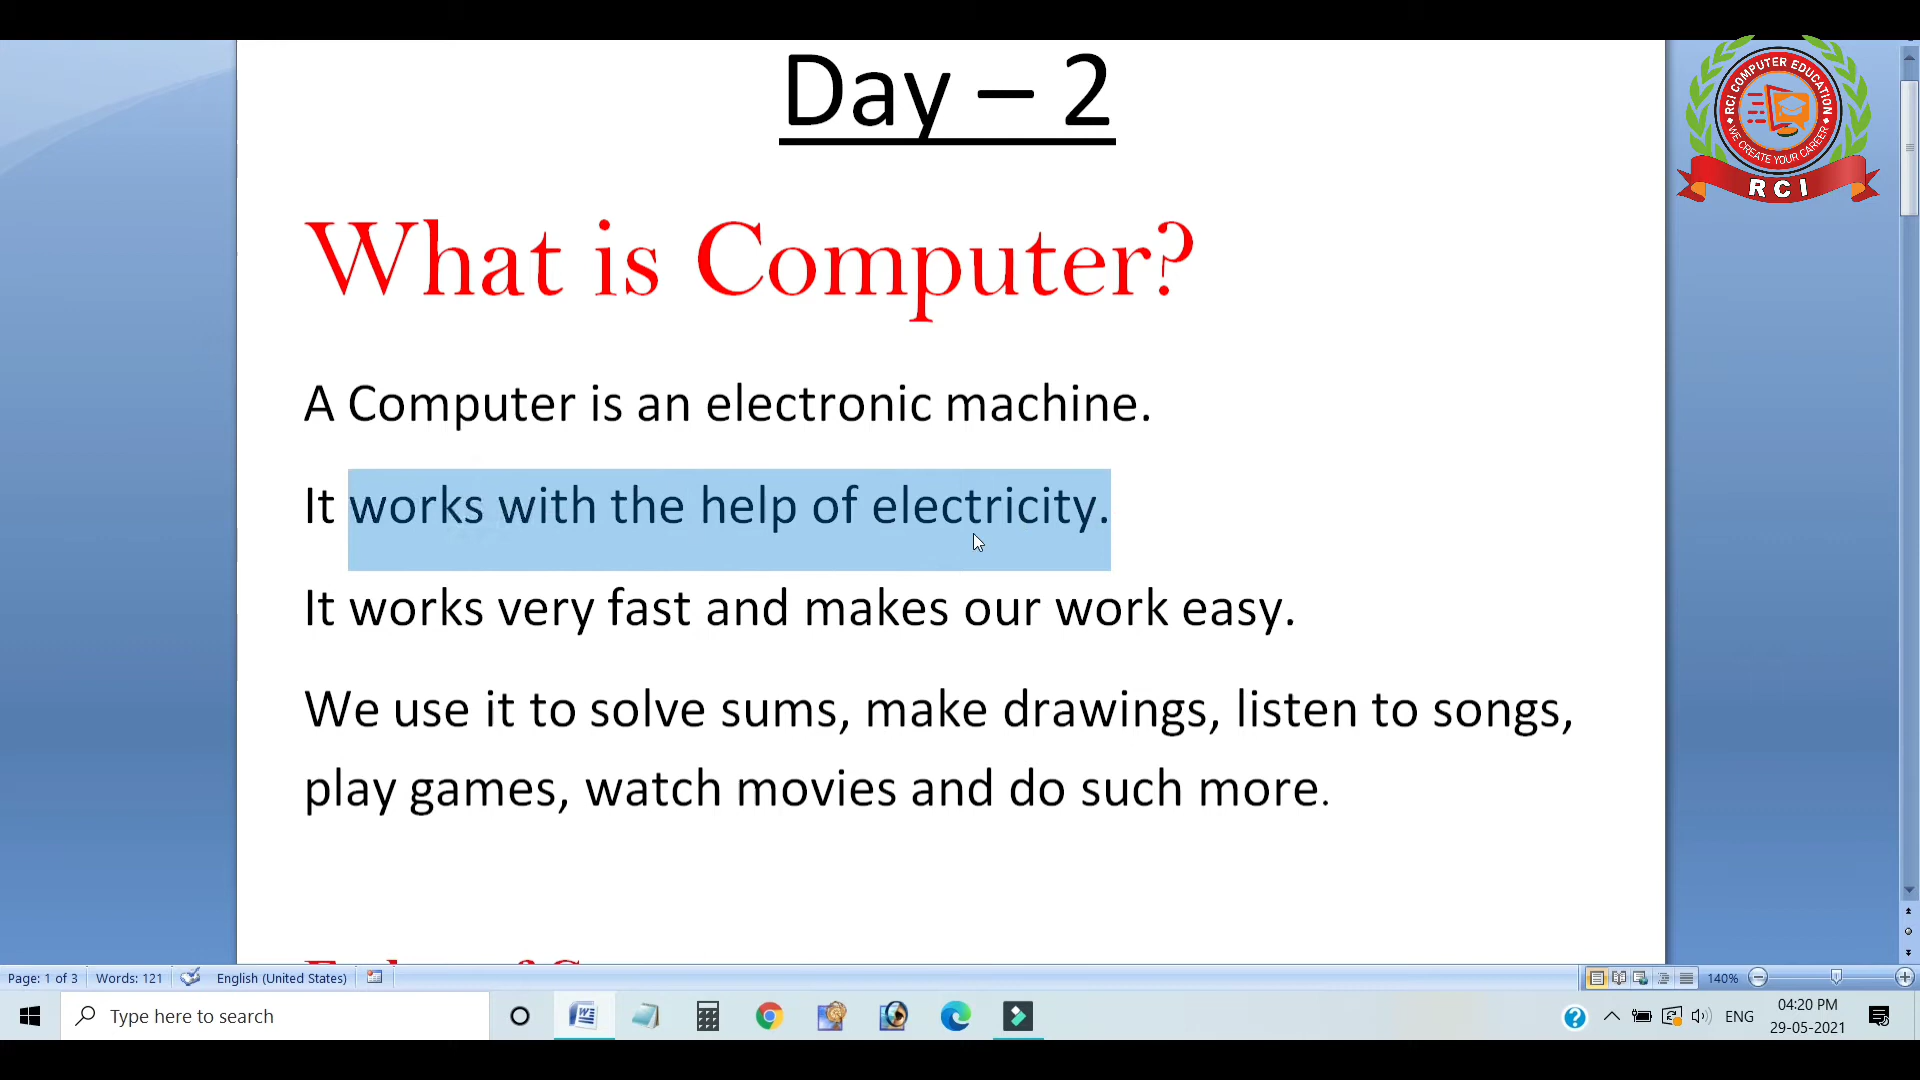 Day – 2
RCI COMPUTER EDUCATION
WE CREATE YOUR CAREER
RCI
What is Computer?
A Computer is an electronic machine.
It works with the help of electricity.
It works very fast and makes our work easy.
We use it to solve sums, make drawings, listen to songs,
play games, watch movies and do such more.
Page: 1 of 3 Words: 121 English (United States) 140%
Type here to search ENG 04:20 PM
29-05-2021